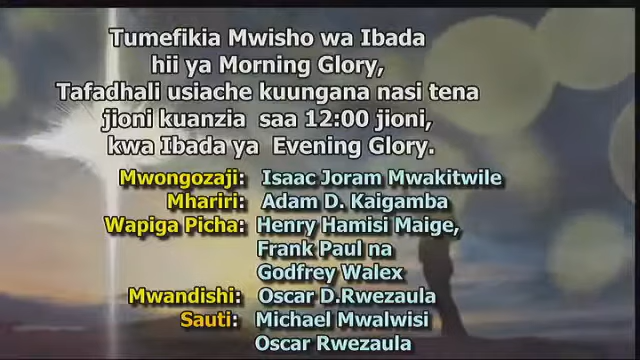 Tumefikia Mwisho wa Ibada
hii ya Morning Glory,
Tafadhali usiache kuungana nasi tena
jioni kuanzia saa 12:00 jioni,
kwa Ibada ya Evening Glory.
Mwongozaji: Isaac Joram Mwakitwile
Mhariri: Adam D. Kaigamba
Wapiga Picha: Henry Hamisi Maige,
Frank Paul na
Godfrey Walex
Mwandishi: Oscar D.Rwezaula
Sauti: Michael Mwalwisi
Oscar Rwezaula